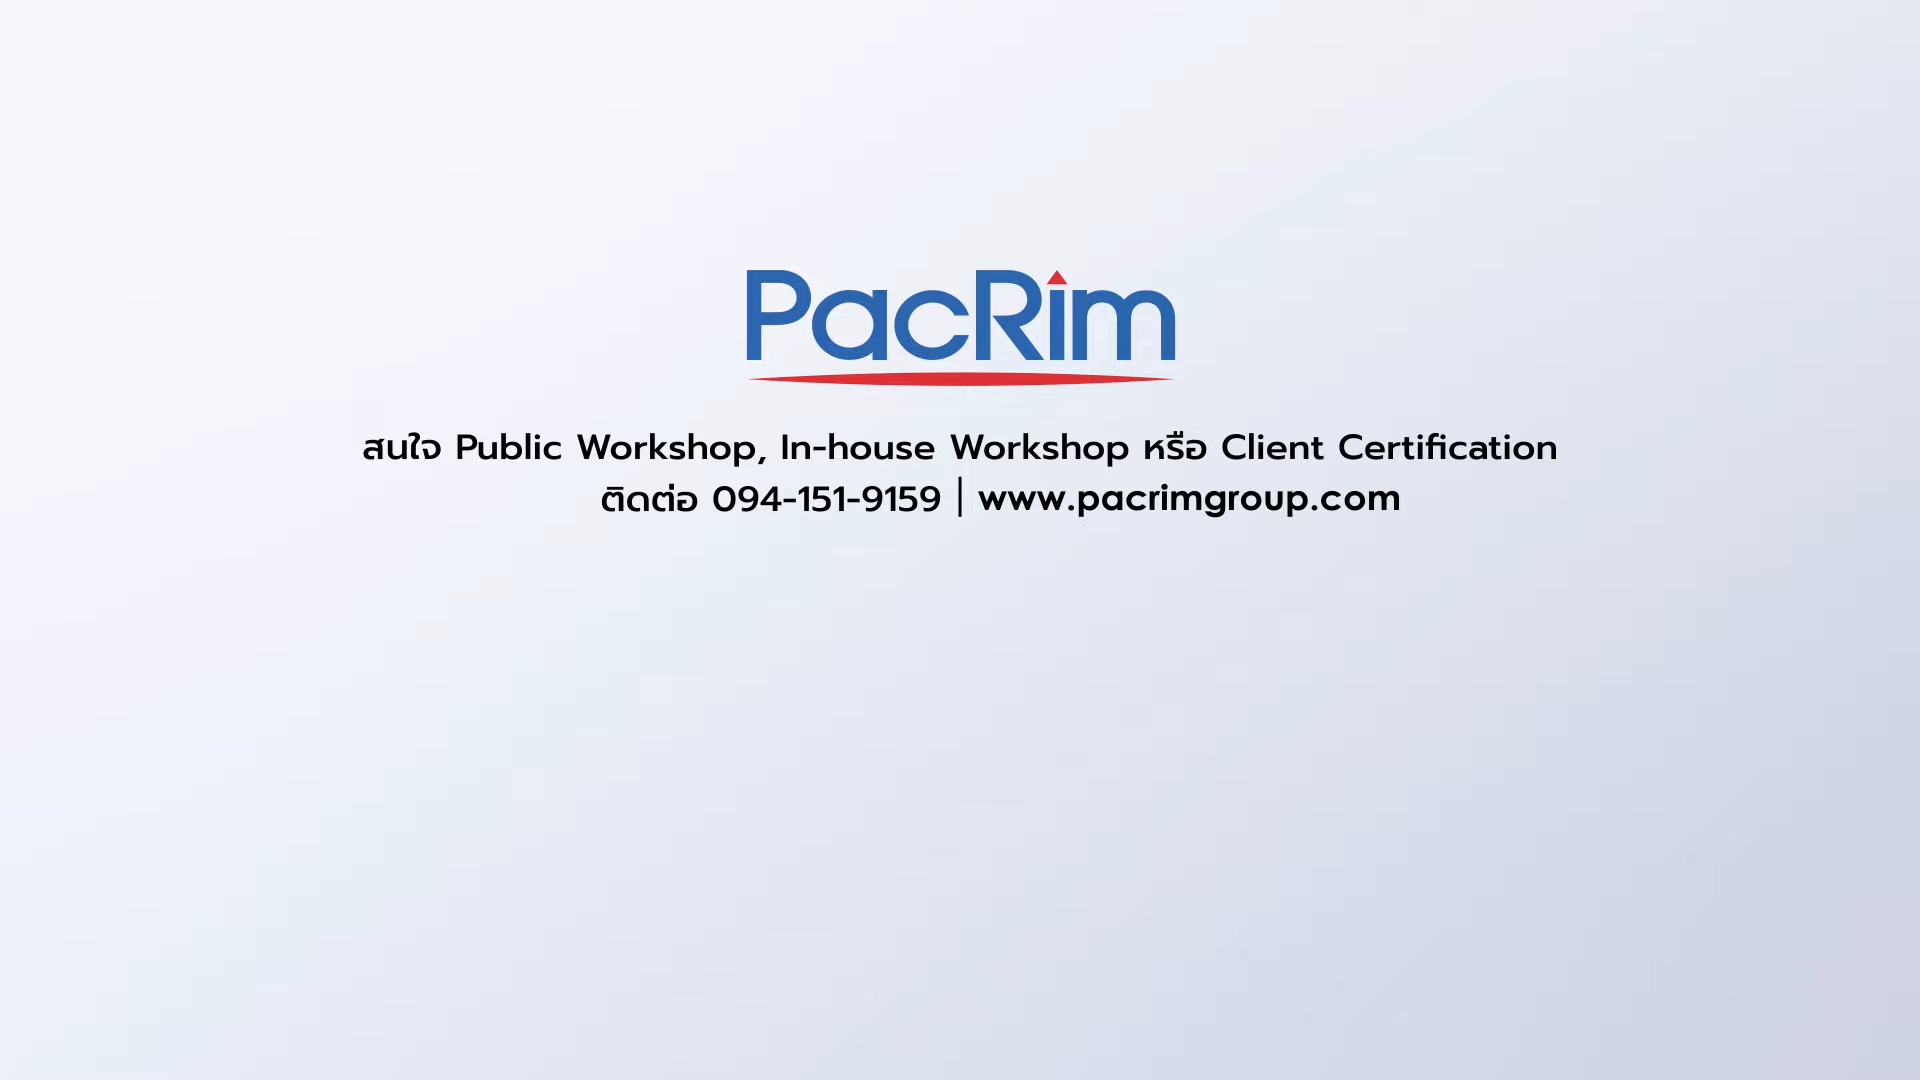 PacRim
สนใจ Public Workshop, In-house Workshop หรือ Client Certification
ติดต่อ 094-151-9159 | www.pacrimgroup.com